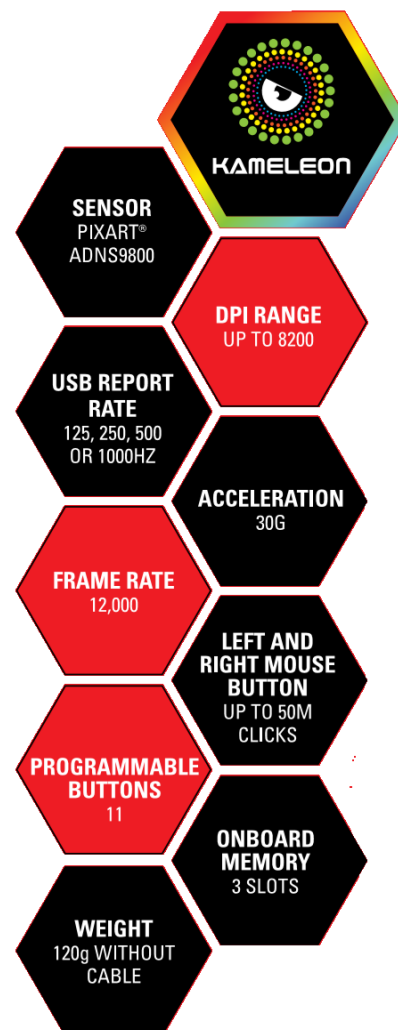 KAMELEON
SENSOR
PIXART®
ADNS9800
DPI RANGE
UP TO 8200
USB REPORT
RATE
125, 250, 500
OR 1000HZ
ACCELERATION
30G
FRAME RATE
12,000
LEFT AND
RIGHT MOUSE
BUTTON
UP TO 50M
CLICKS
PROGRAMMABLE
BUTTONS
11
ONBOARD
MEMORY
3 SLOTS
WEIGHT
120g WITHOUT
CABLE